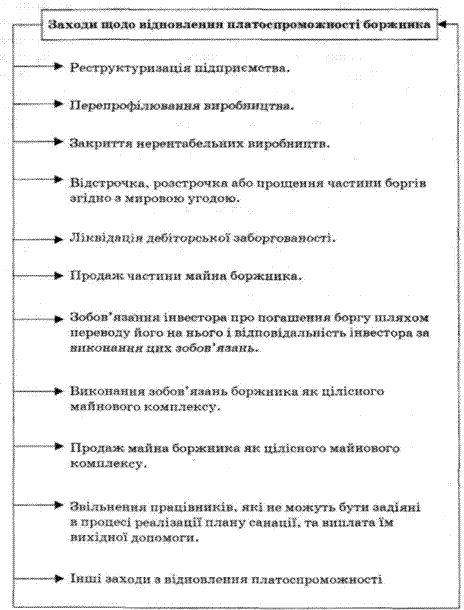 Заходи щодо відновлення платоспроможності боржника
Реструктуризація підприємства.
Перепрофілювання виробництва.
Закриття нерентабельних виробництв.
Відстрочка, розстрочка або прощення частини боргів
згідно з мировою угодою.
Ліквідація дебіторської заборгованості.
Продаж частини майна боржника.
Зобов’язання інвестора про погашення боргу шляхом
переводу його на нього і відповідальність інвестора за
виконання цих зобов’язань.
Виконання зобов’язань боржника як цілісного
майнового комплексу.
Продаж майна боржника як цілісного майнового
комплексу.
Звільнення працівників, які не можуть бути задіяні
в процесі реалізації плану санації, та виплата їм
вихідної допомоги.
Інші заходи з відновлення платоспроможності